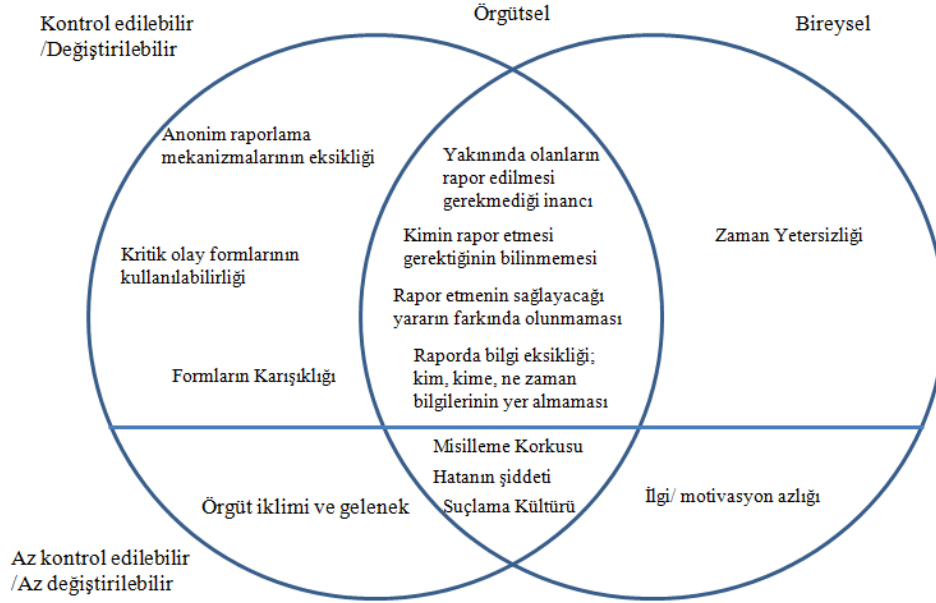 Kontrol edilebilir
/Değiştirilebilir
Örgütsel
Bireysel
Anonim raporlama
mekanizmalarının eksikliği
Kritik olay formlarının
kullanılabilirliği
Formların Karışıklığı
Yakınında olanların
rapor edilmesi
gerekmediği inancı
Kimin rapor etmesi
gerektiğinin bilinmemesi
Rapor etmenin sağlayacağı
yararın farkında olunmaması
Raporda bilgi eksikliği;
kim, kime, ne zaman
bilgilerinin yer almaması
Zaman Yetersizliği
Örgüt iklimi ve gelenek
Misilleme Korkusu
Hatanın şiddeti
Suçlama Kültürü
İlgi/ motivasyon azlığı
Az kontrol edilebilir
/Az değiştirilebilir